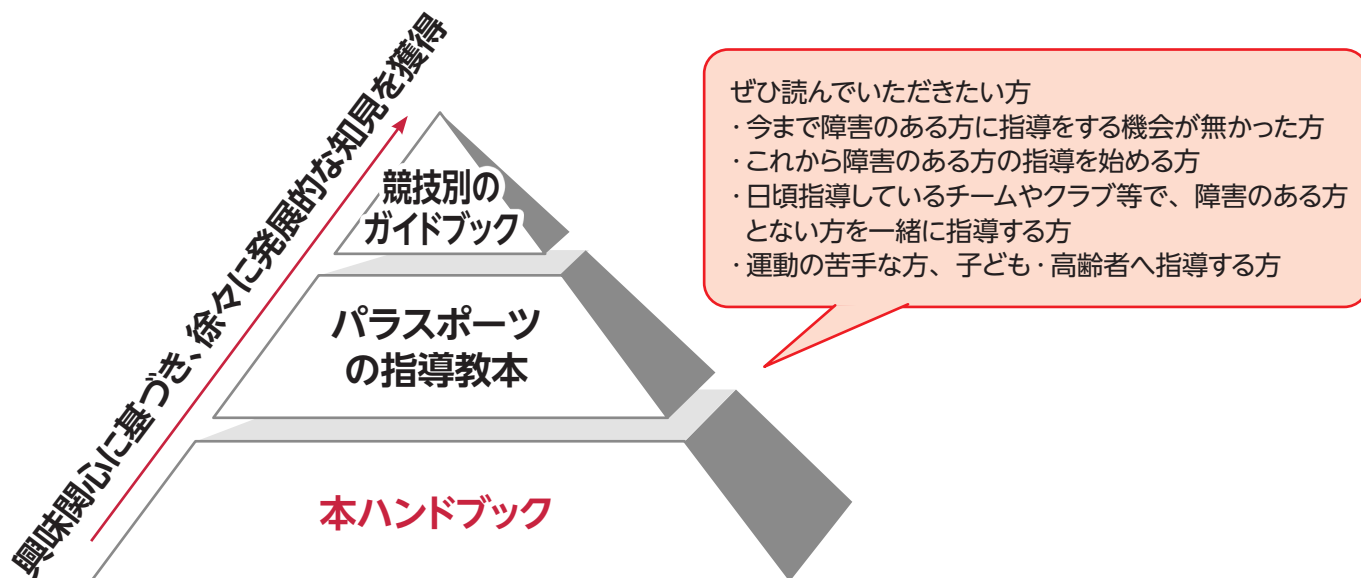 興味関心に基づき、徐々に発展的な知見を獲得
競技別の
ガイドブック
パラスポーツ
の指導教本
本ハンドブック
ぜひ読んでいただきたい方
・今まで障害のある方に指導をする機会が無かった方
・これから障害のある方の指導を始める方
・日頃指導しているチームやクラブ等で、障害のある方
とない方を一緒に指導する方
・運動の苦手な方、子ども・高齢者へ指導する方